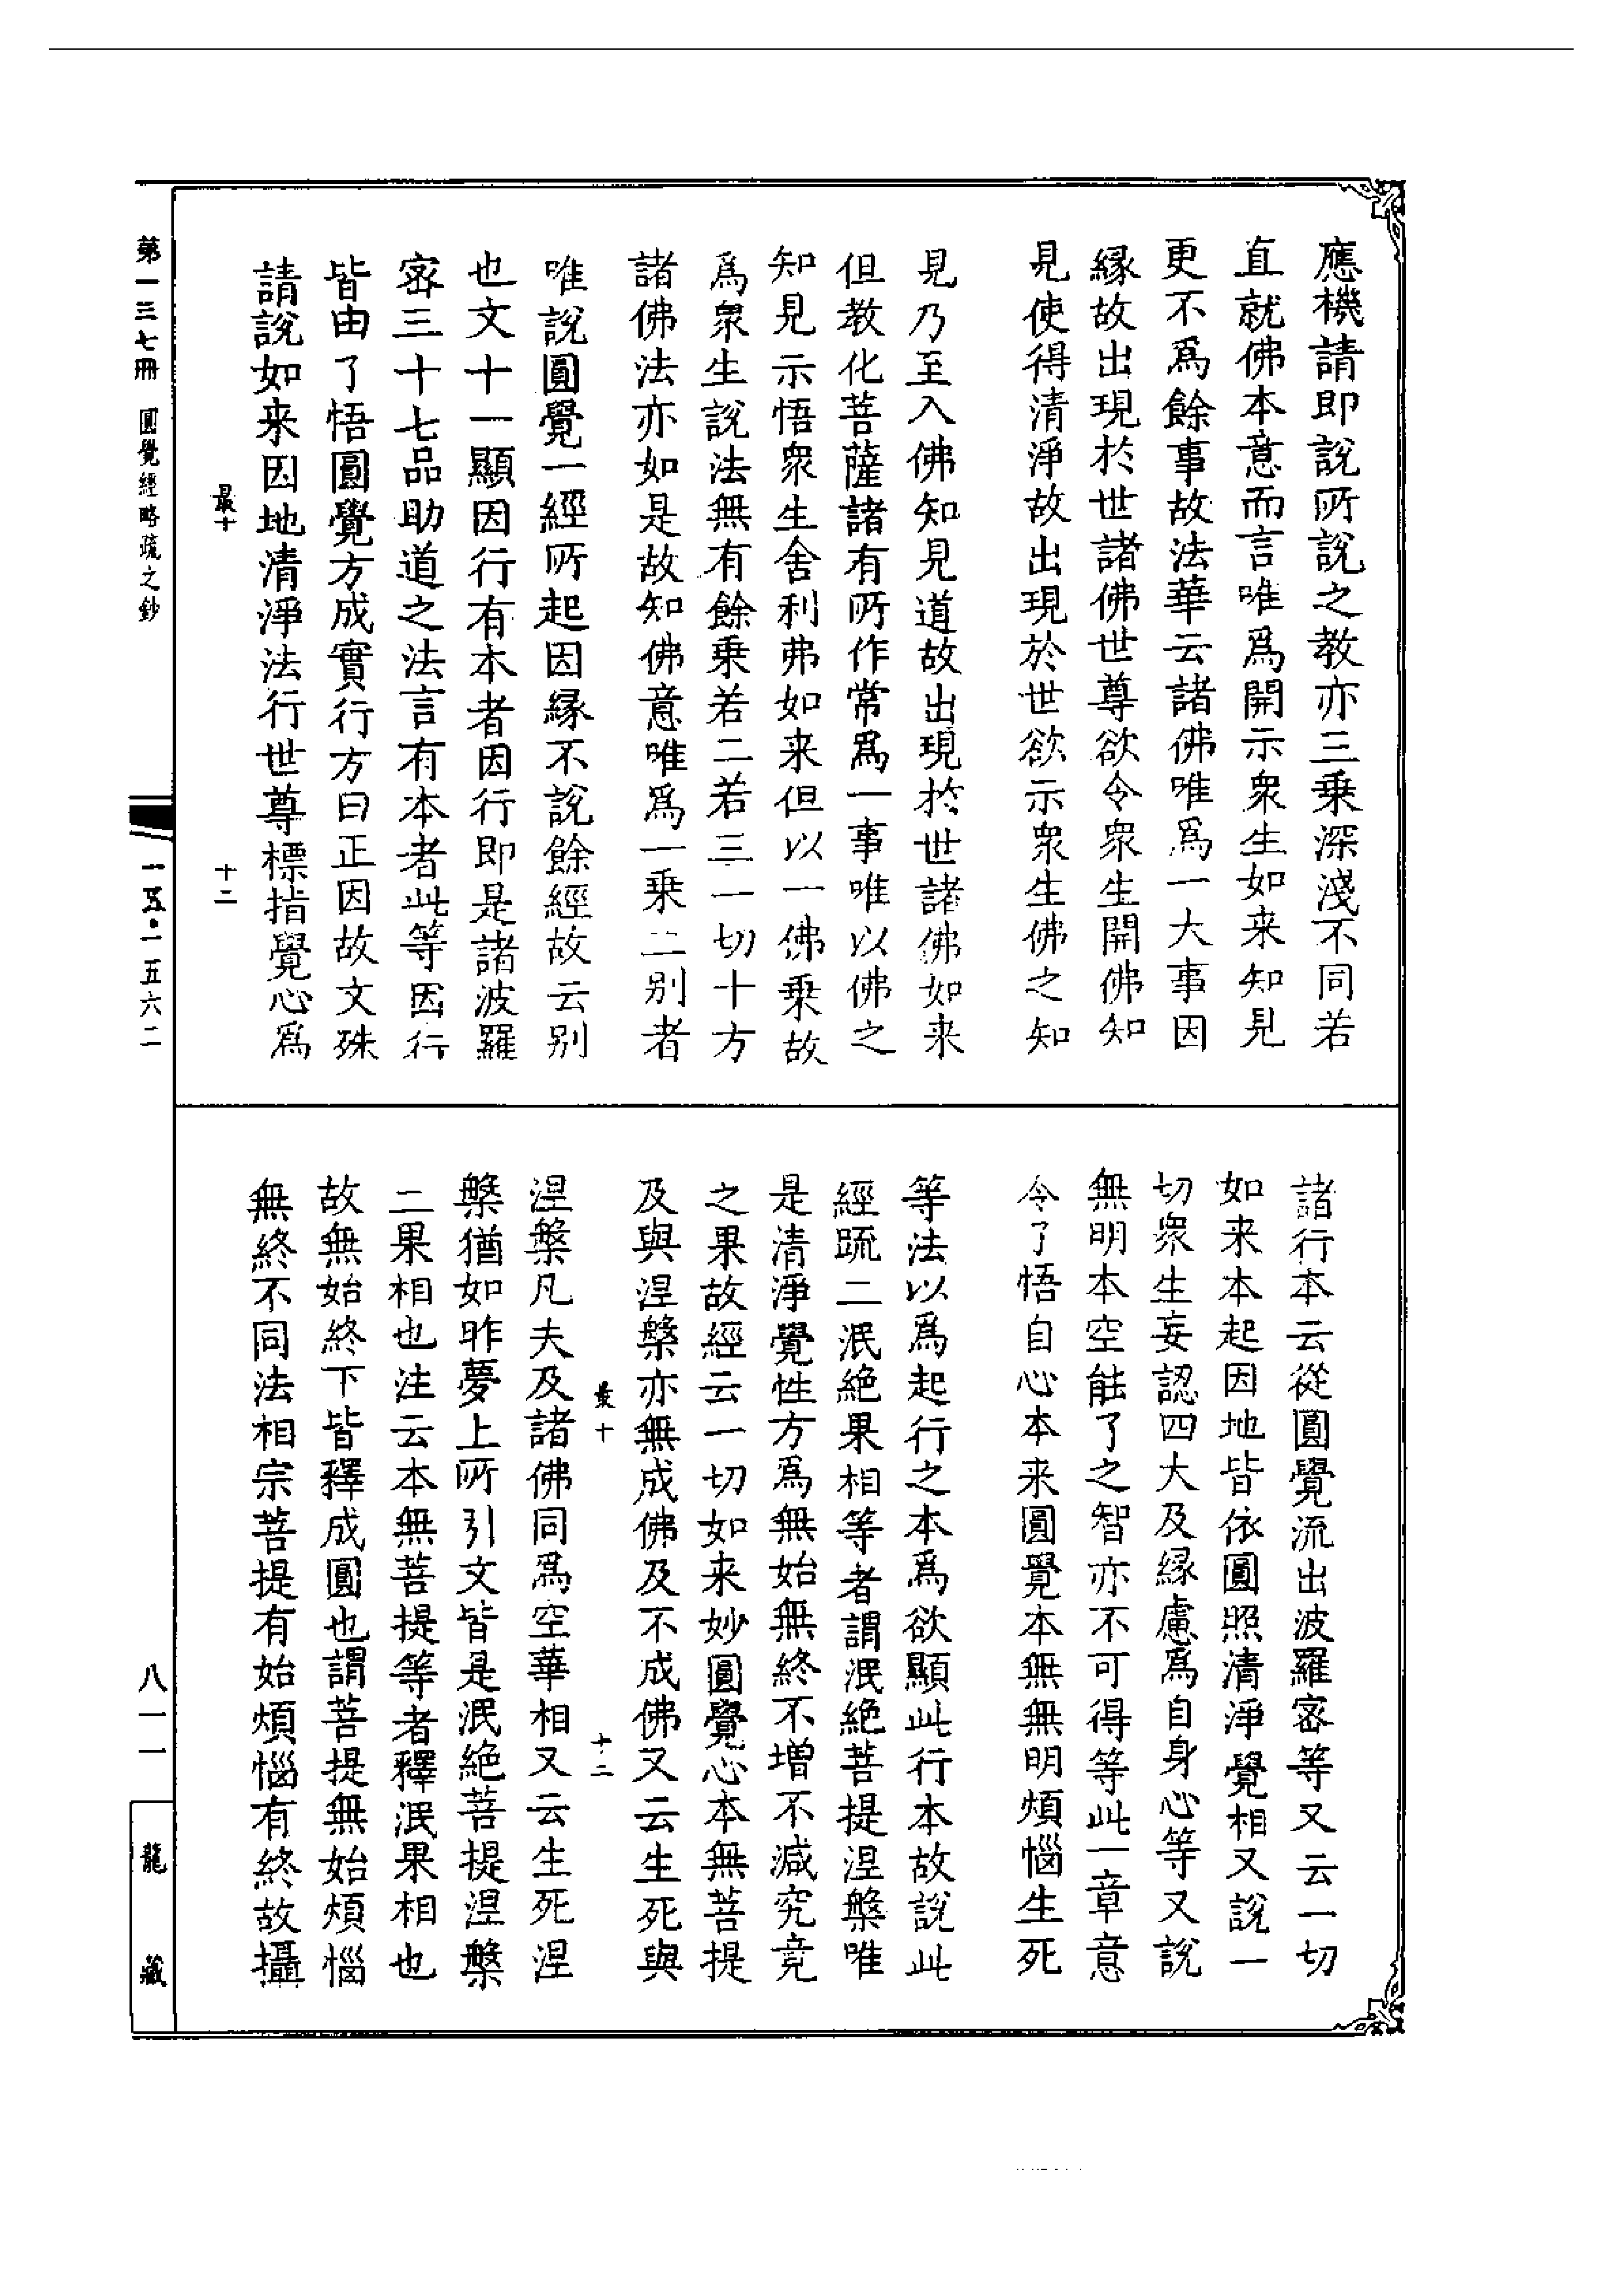 應機請即說所說之教亦三乘深淺不同若
直就佛本意而言唯為開示衆生如来知見
更不為餘事故法華云諸佛唯為一大事因
緣故出現於世諸佛世尊欲令衆生開佛知
見使得清淨故出現於世欲示衆生佛之知
見乃至入佛知見道故出現於世諸佛如来
但教化菩薩諸有所作常為一事唯以佛之
知見示悟衆生舍利弗如来但以一佛乗故
為衆生說法無有餘乗若二若三一切十方
諸佛法亦如是故知佛意唯為一乗二别者
唯說圓覺一經所起因緣不說餘經故云别
也文十一顯因行有本者因行即是諸波羅
宻三十七品助道之法言有本者此等因行
皆由了悟圓覺方成實行方曰正因故文殊
請說如来因地清淨法行世尊標指覺心為
最十
十二
諸行本云從圓覺流出波羅宻等又云一切
如来本起因地皆依圓照清淨覺相又說一
切衆生妄認四大及緣慮為自身心等又說
無明本空能了之智亦不可得等此一章意
令了悟自心本来圓覺本無無明煩惱生死
等法以為起行之本為欲顯此行本故說此
經䟽二泯絕果相等者謂泯絕菩提涅槃唯
是清淨覺性方為無始無終不増不減究竟
之果故經云一切如来妙圓覺心本無菩提
及與涅槃亦無成佛及不成佛又云生死與
最十
十二
涅槃凡夫及諸佛同為空華相又云生死涅
槃猶如昨夢上所引文皆是泯絕菩提涅槃
二果相也注云本無菩提等者釋泯果相也
故無始終下皆釋成圓也謂菩提無始煩惱
無終不同法相宗菩提有始煩惱有終故攝
第一三七冊 圓覺經略疏之鈔
一五·一五六二
八一一
龍藏